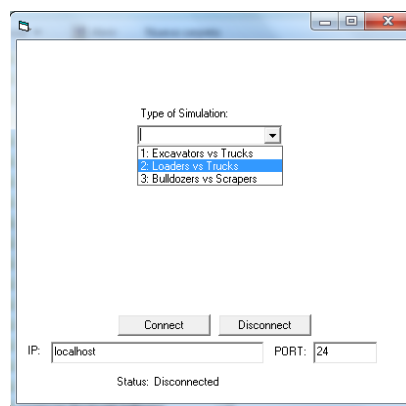 Type of Simulation:
1: Excavators vs Trucks
2: Loaders vs Trucks
3: Bulldozers vs Scrapers
Connect Disconnect
IP: localhost PORT: 24
Status: Disconnected